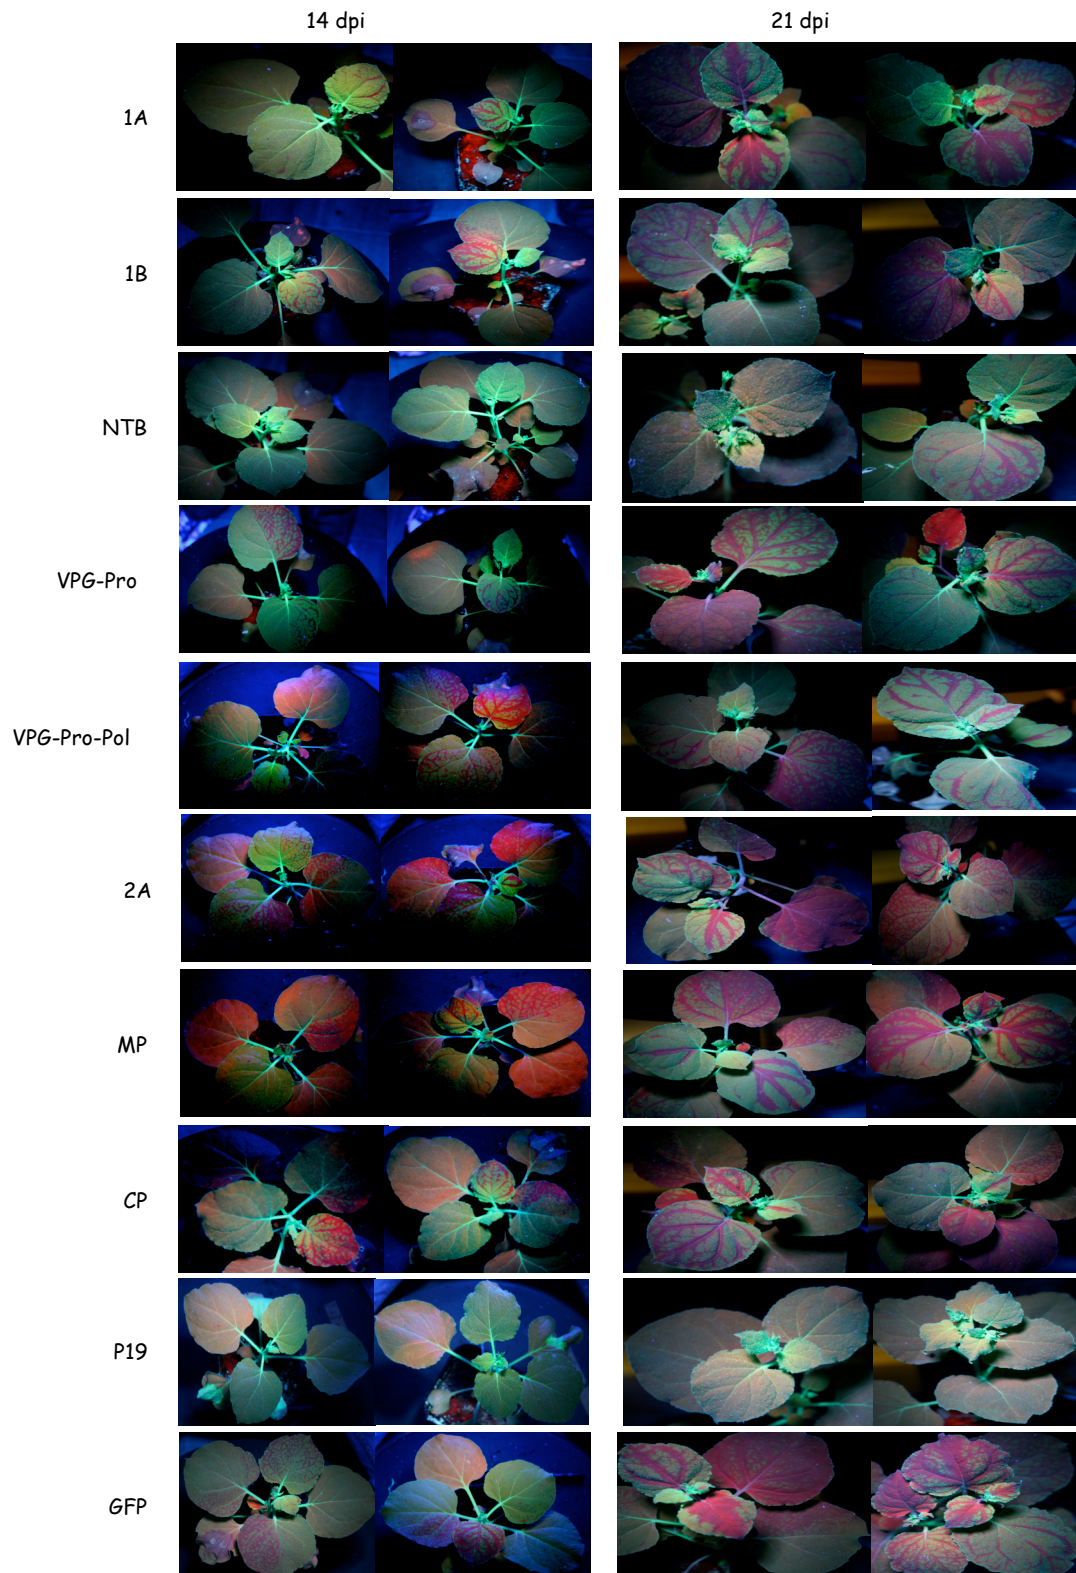 14 dpi
21 dpi
1A
1B
NTB
VPG-Pro
VPG-Pro-Pol
2A
MP
CP
P19
GFP